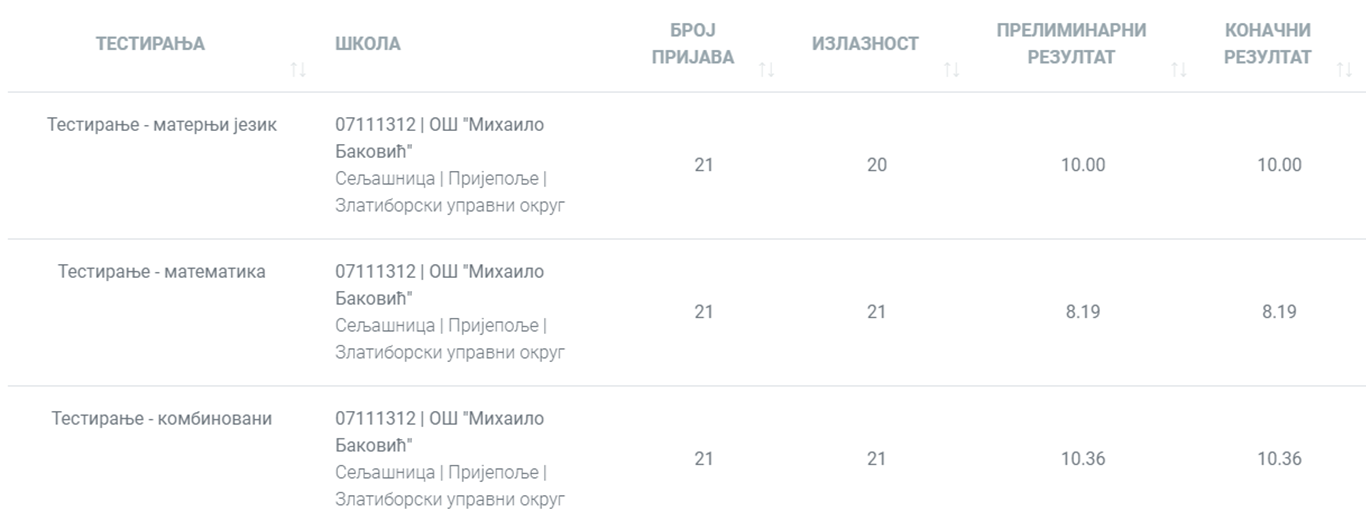 ТЕСТИРАЊА
ШКОЛА
БРОЈ
ПРИЈАВА
ИЗЛАЗНОСТ
ПРЕЛИМИНАРНИ
РЕЗУЛТАТ
КОНАЧНИ
РЕЗУЛТАТ
Тестирање - матерњи језик
07111312 | ОШ "Михаило
Баковић"
Сељашница | Пријепоље |
Златиборски управни округ
21
20
10.00
10.00
Тестирање - математика
07111312 | ОШ "Михаило
Баковић"
Сељашница | Пријепоље |
Златиборски управни округ
21
21
8.19
8.19
Тестирање - комбиновани
07111312 | ОШ "Михаило
Баковић"
Сељашница | Пријепоље |
Златиборски управни округ
21
21
10.36
10.36